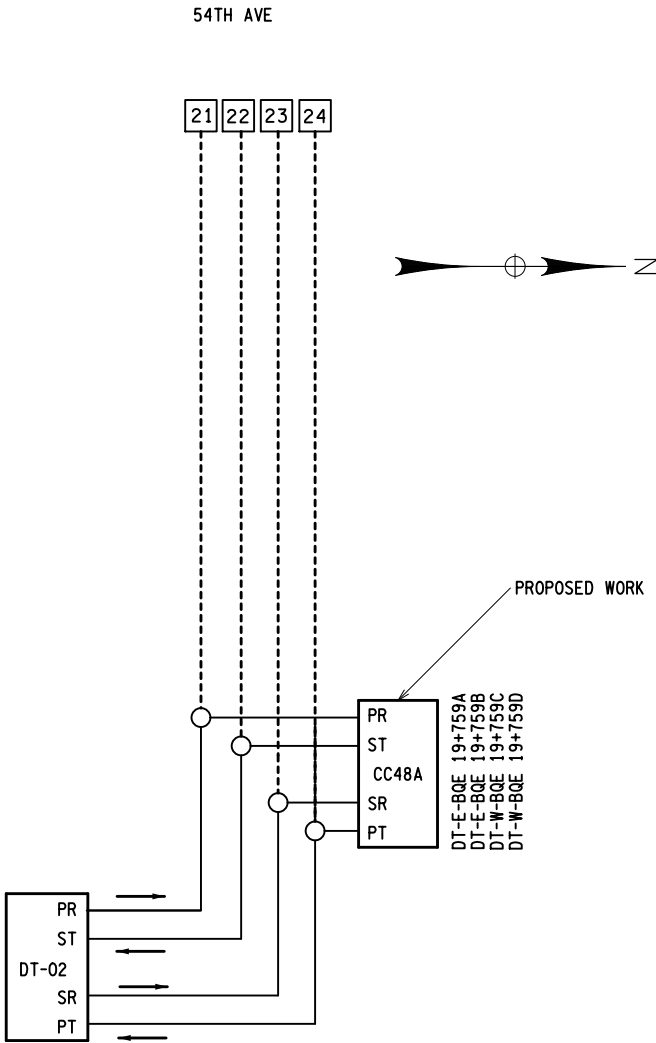 54TH AVE
21 22 23 24
N
PROPOSED WORK
PR
ST
CC48A
SR
PT
DT-E-BQE 19+759A
DT-E-BQE 19+759B
DT-W-BQE 19+759C
DT-W-BQE 19+759D
PR
ST
DT-02
SR
PT